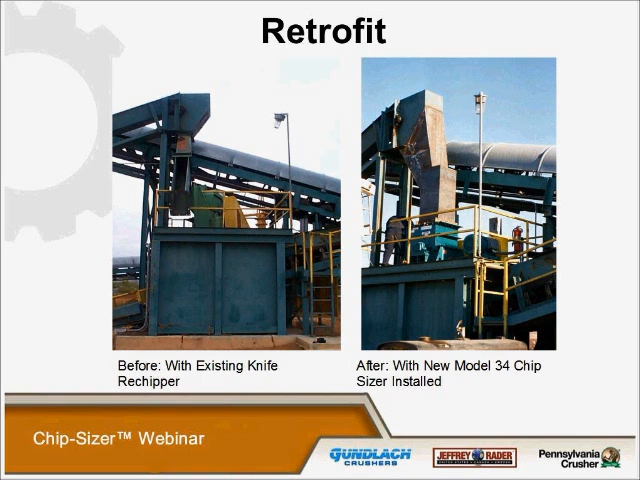 Retrofit
Before: With Existing Knife
Rechipper
After: With New Model 34 Chip
Sizer Installed
Chip-Sizer™ Webinar
GUNDLACH
CRUSHERS
JEFFREY RADER
Pennsylvania
Crusher